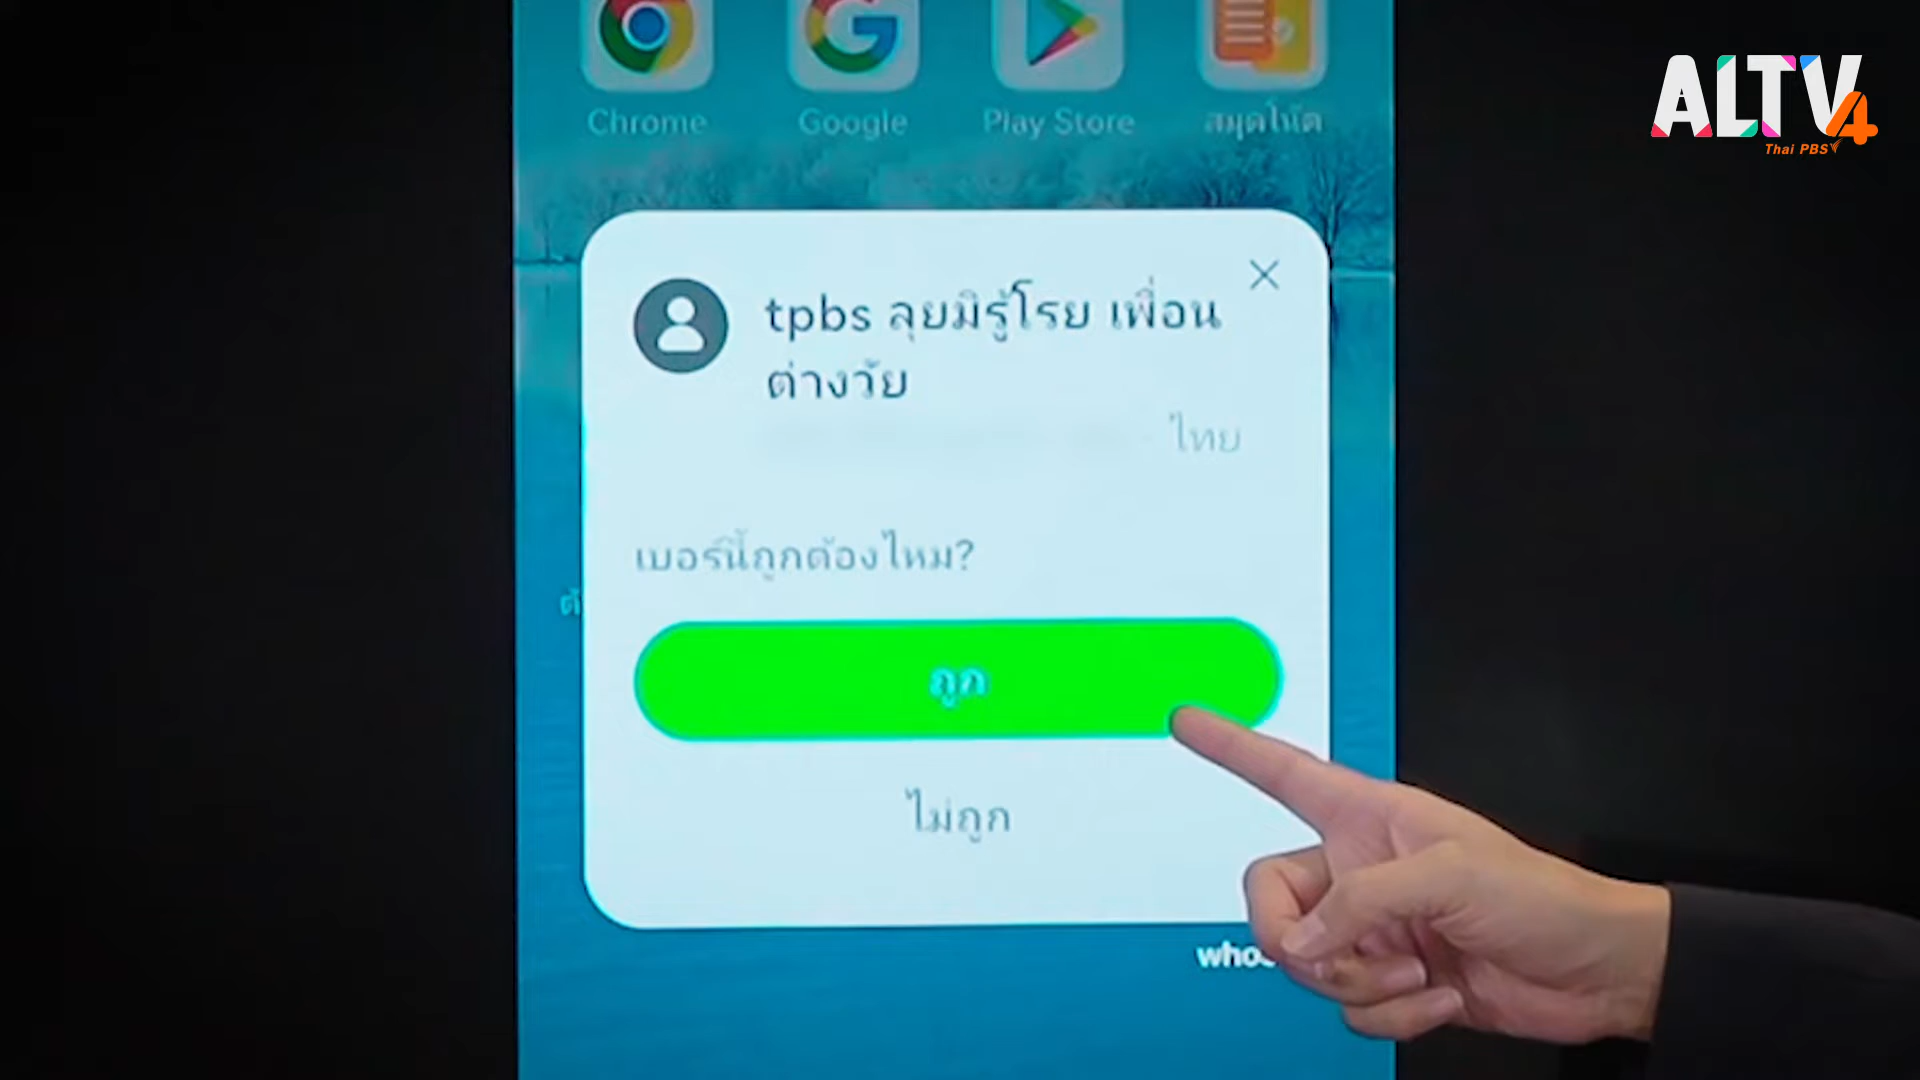 Chrome
Google
Play Store
สมุดโน้ต
ALTV4
Thai PBS
tpbs ลุยมิรู้โรย เพื่อน
ต่างวัย
- ไทย
เบอร์นี้ถูกต้องไหม?
ถูก
ไม่ถูก